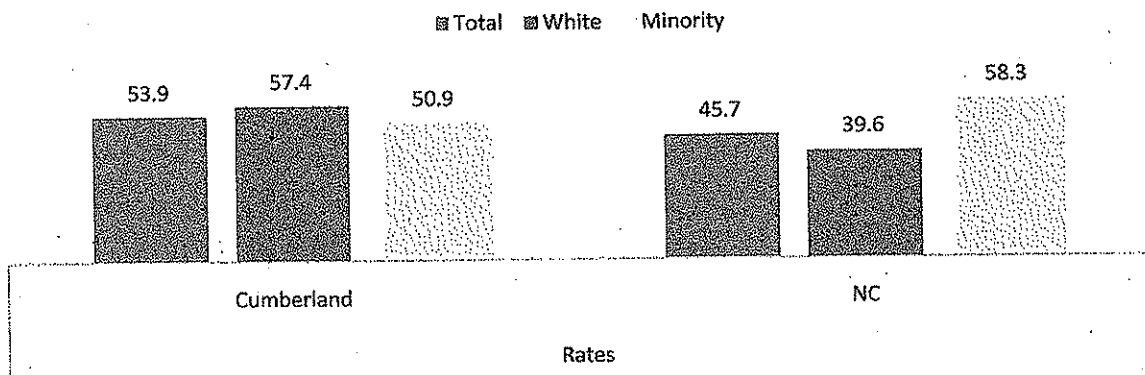 Total White Minority
53.9 57.4 50.9 45.7 39.6 58.3
Cumberland NC
Rates